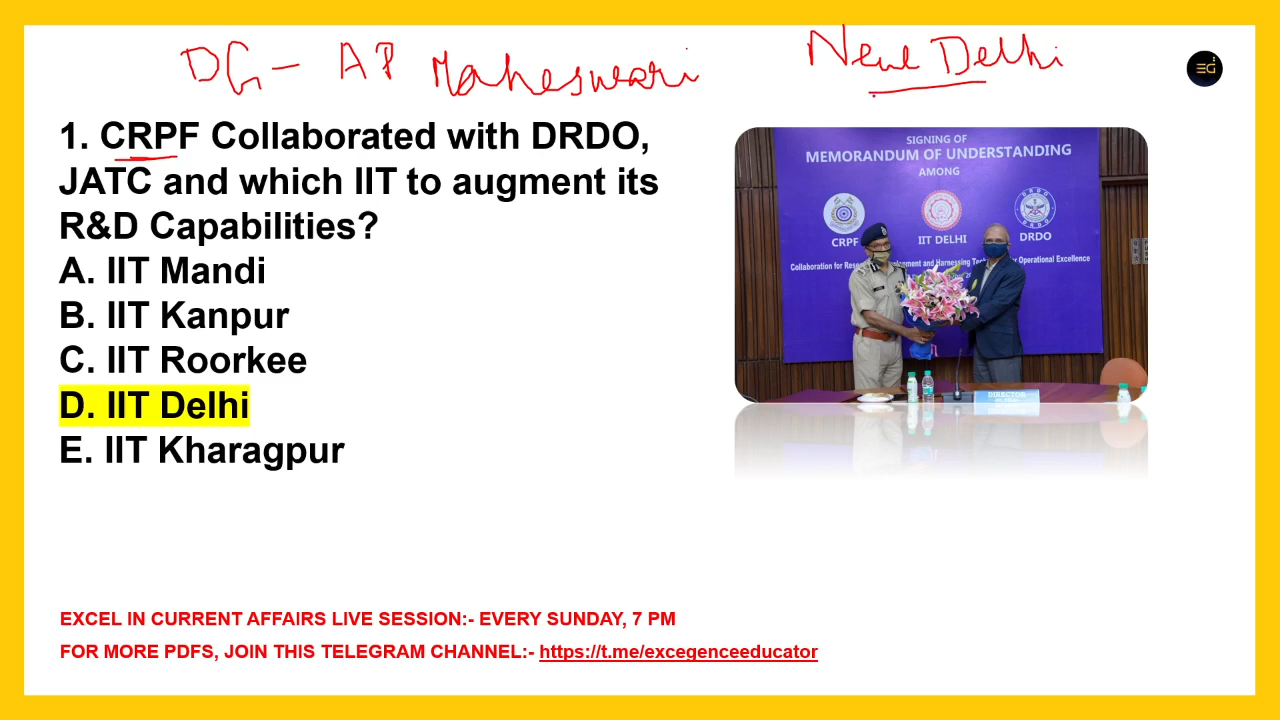 DG - AP Maheswari
New Delhi
EG
1. CRPF Collaborated with DRDO,
JATC and which IIT to augment its
R&D Capabilities?
A. IIT Mandi
B. IIT Kanpur
C. IIT Roorkee
D. IIT Delhi
E. IIT Kharagpur
SIGNING OF
MEMORANDUM OF UNDERSTANDING
AMONG
CRPF
IIT DELHI
DRDO
Collaboration for Operational Excellence
DIRECTOR
EXCEL IN CURRENT AFFAIRS LIVE SESSION:- EVERY SUNDAY, 7 PM
FOR MORE PDFS, JOIN THIS TELEGRAM CHANNEL:- https://t.me/excegenceeducator